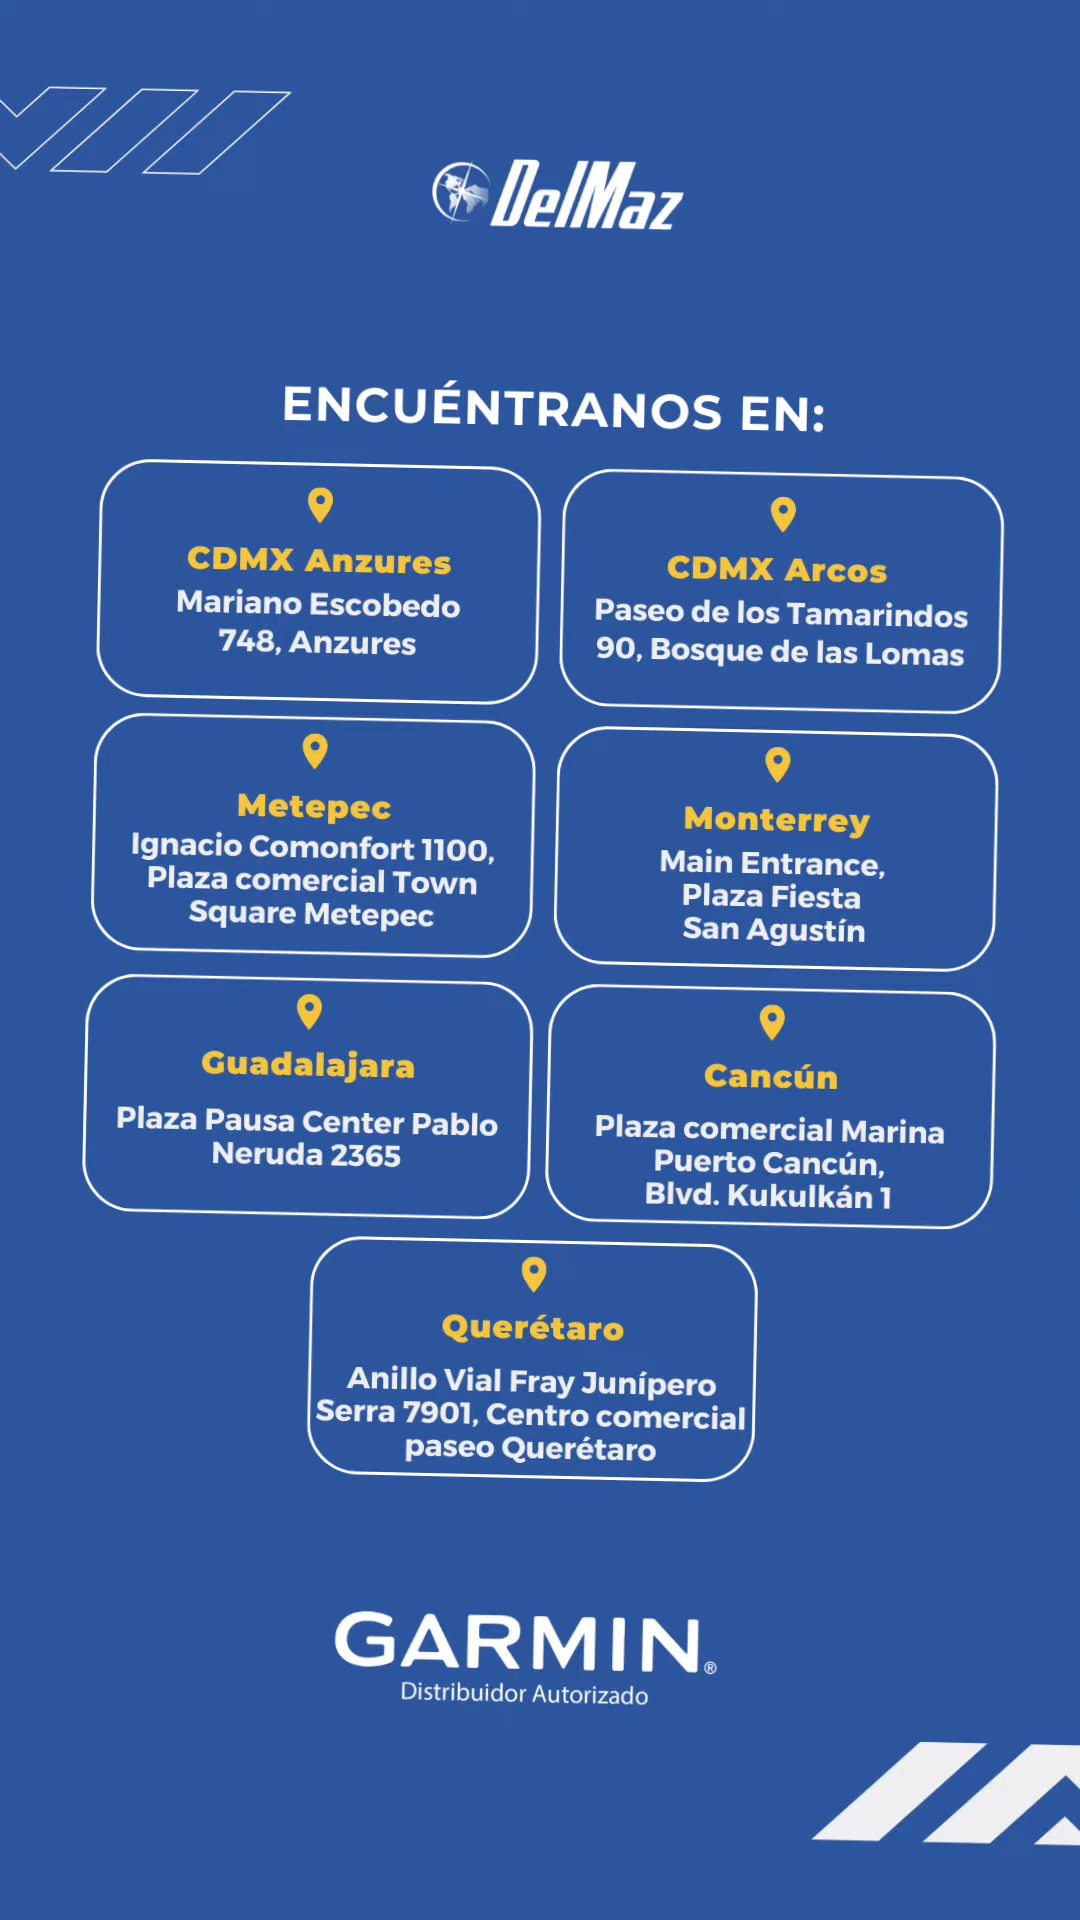 DelMaz
ENCUÉNTRANOS EN:
CDMX Anzures
Mariano Escobedo
748, Anzures
CDMX Arcos
Paseo de los Tamarindos
90, Bosque de las Lomas
Metepec
Ignacio Comonfort 1100,
Plaza comercial Town
Square Metepec
Monterrey
Main Entrance,
Plaza Fiesta
San Agustín
Guadalajara
Plaza Pausa Center Pablo
Neruda 2365
Cancún
Plaza comercial Marina
Puerto Cancún,
Blvd. Kukulkán 1
Querétaro
Anillo Vial Fray Junípero
Serra 7901, Centro comercial
paseo Querétaro
GARMIN®
Distribuidor Autorizado